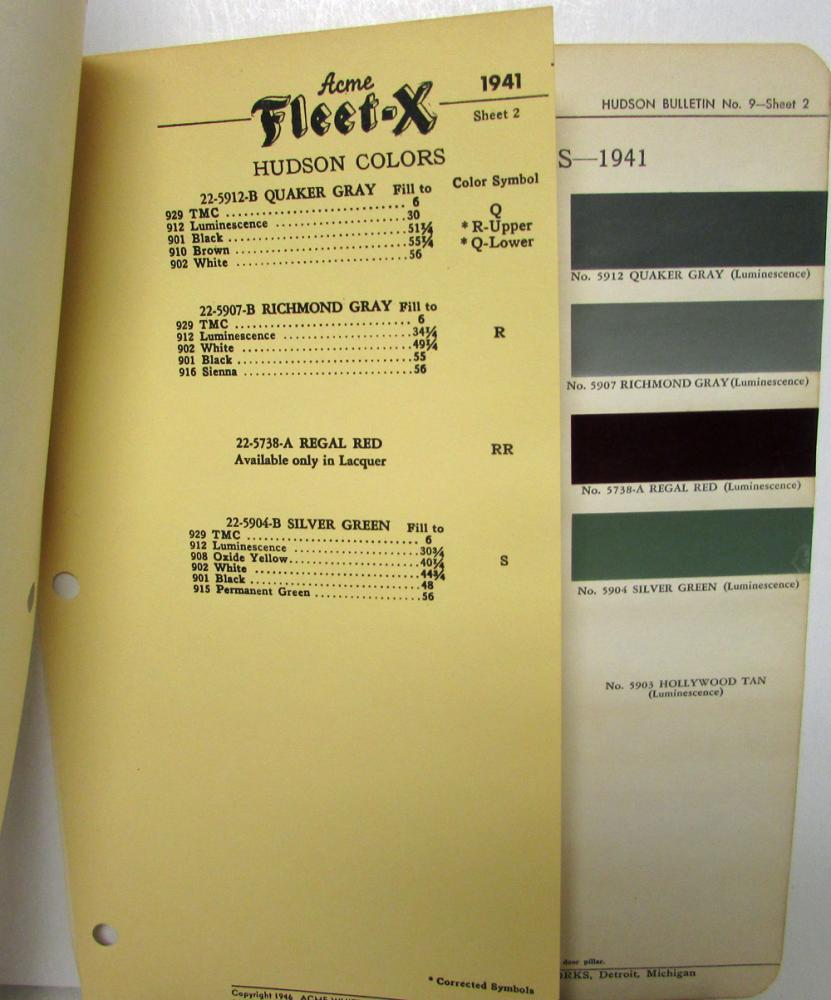 Acme
Fleet-X
1941
Sheet 2
HUDSON COLORS
Color Symbol
22-5912-B QUAKER GRAY Fill to
929 TMC 6
912 Luminescence 30
901 Black 51¼
910 Brown 55¼
902 White 56
Q
* R-Upper
* Q-Lower
22-5907-B RICHMOND GRAY Fill to
929 TMC 6
912 Luminescence 34¼
902 White 49¼
901 Black 55
916 Sienna 56
R
22-5738-A REGAL RED
Available only in Lacquer
RR
22-5904-B SILVER GREEN Fill to
929 TMC 6
912 Luminescence 30¾
908 Oxide Yellow 40¼
902 White 44¾
901 Black 48
915 Permanent Green 56
S
* Corrected Symbols
Copyright 1946 ACME
HUDSON BULLETIN No. 9—Sheet 2
S—1941
No. 5912 QUAKER GRAY (Luminescence)
No. 5907 RICHMOND GRAY (Luminescence)
No. 5738-A REGAL RED (Luminescence)
No. 5904 SILVER GREEN (Luminescence)
No. 5903 HOLLYWOOD TAN
(Luminescence)
door pillar.
RKS, Detroit, Michigan